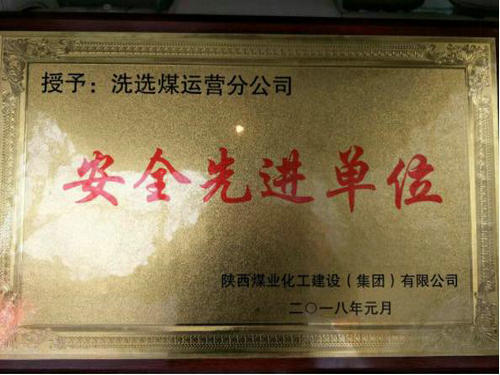 授予：洗选煤运营分公司
安全先进单位
陕西煤业化工建设（集团）有限公司
二〇一八年元月